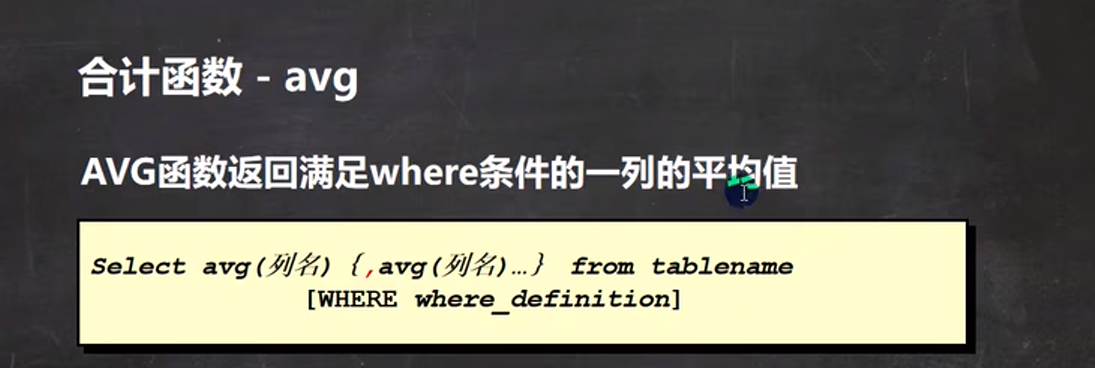 合计函数 - avg
AVG函数返回满足where条件的一列的平均值
Select avg(列名) {,avg(列名)…} from tablename
[WHERE where_definition]